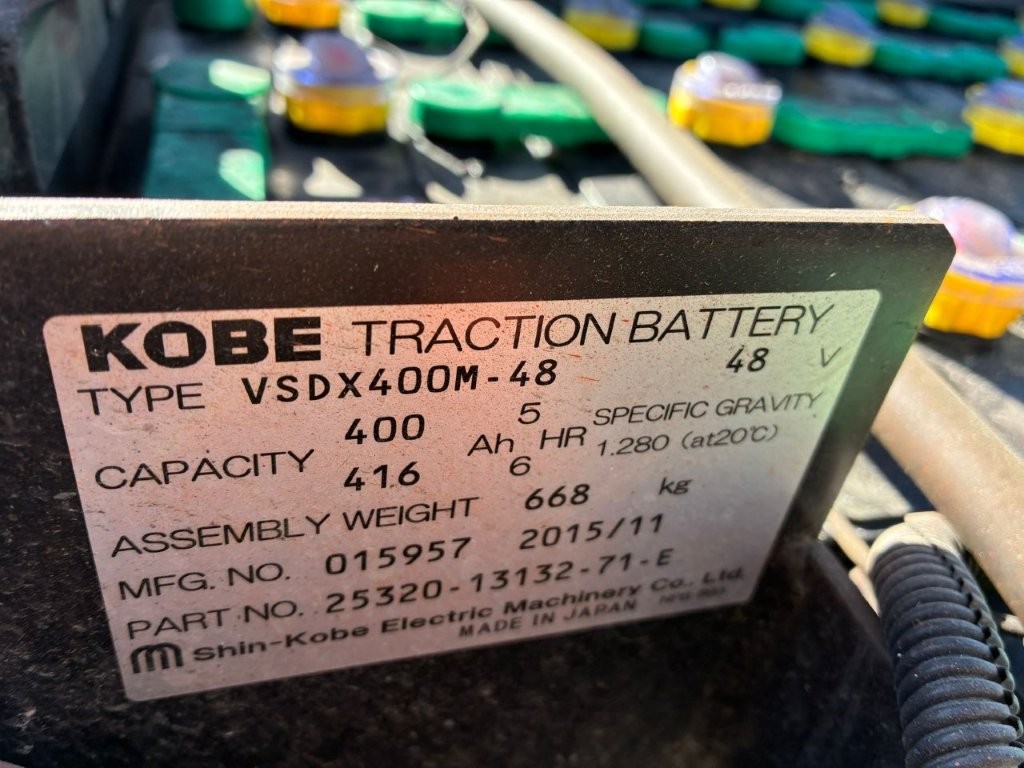 KOBE TRACTION BATTERY
TYPE VSDX400M-48 48 V
400 5 SPECIFIC GRAVITY
CAPACITY Ah HR 1.280 (at20℃)
416 6
ASSEMBLY WEIGHT 668 kg
MFG. NO. 015957 2015/11
PART NO. 25320-13132-71-E
m Shin-Kobe Electric Machinery Co., Ltd.
MADE IN JAPAN